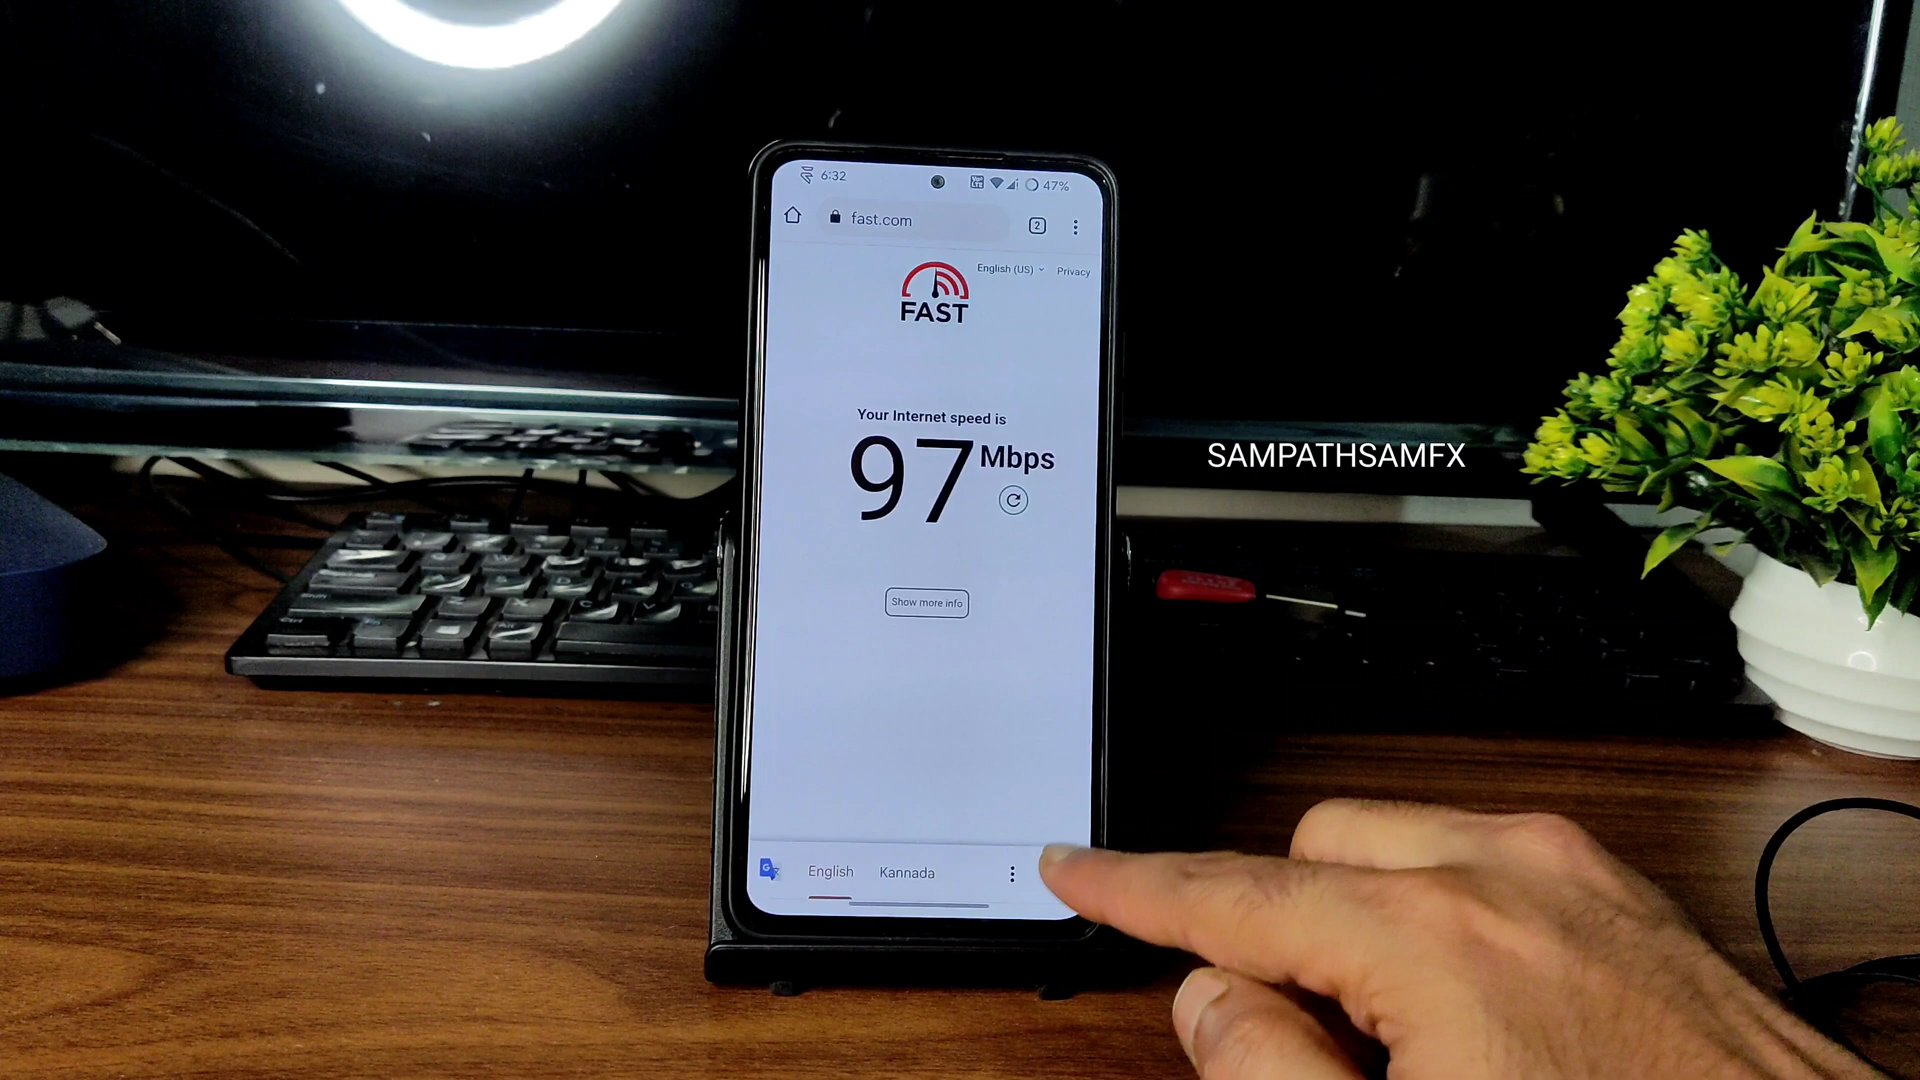 6:32
47%
fast.com
2
English (US)
Privacy
FAST
Your Internet speed is
97 Mbps
SAMPATHSAMFX
Show more info
English
Kannada